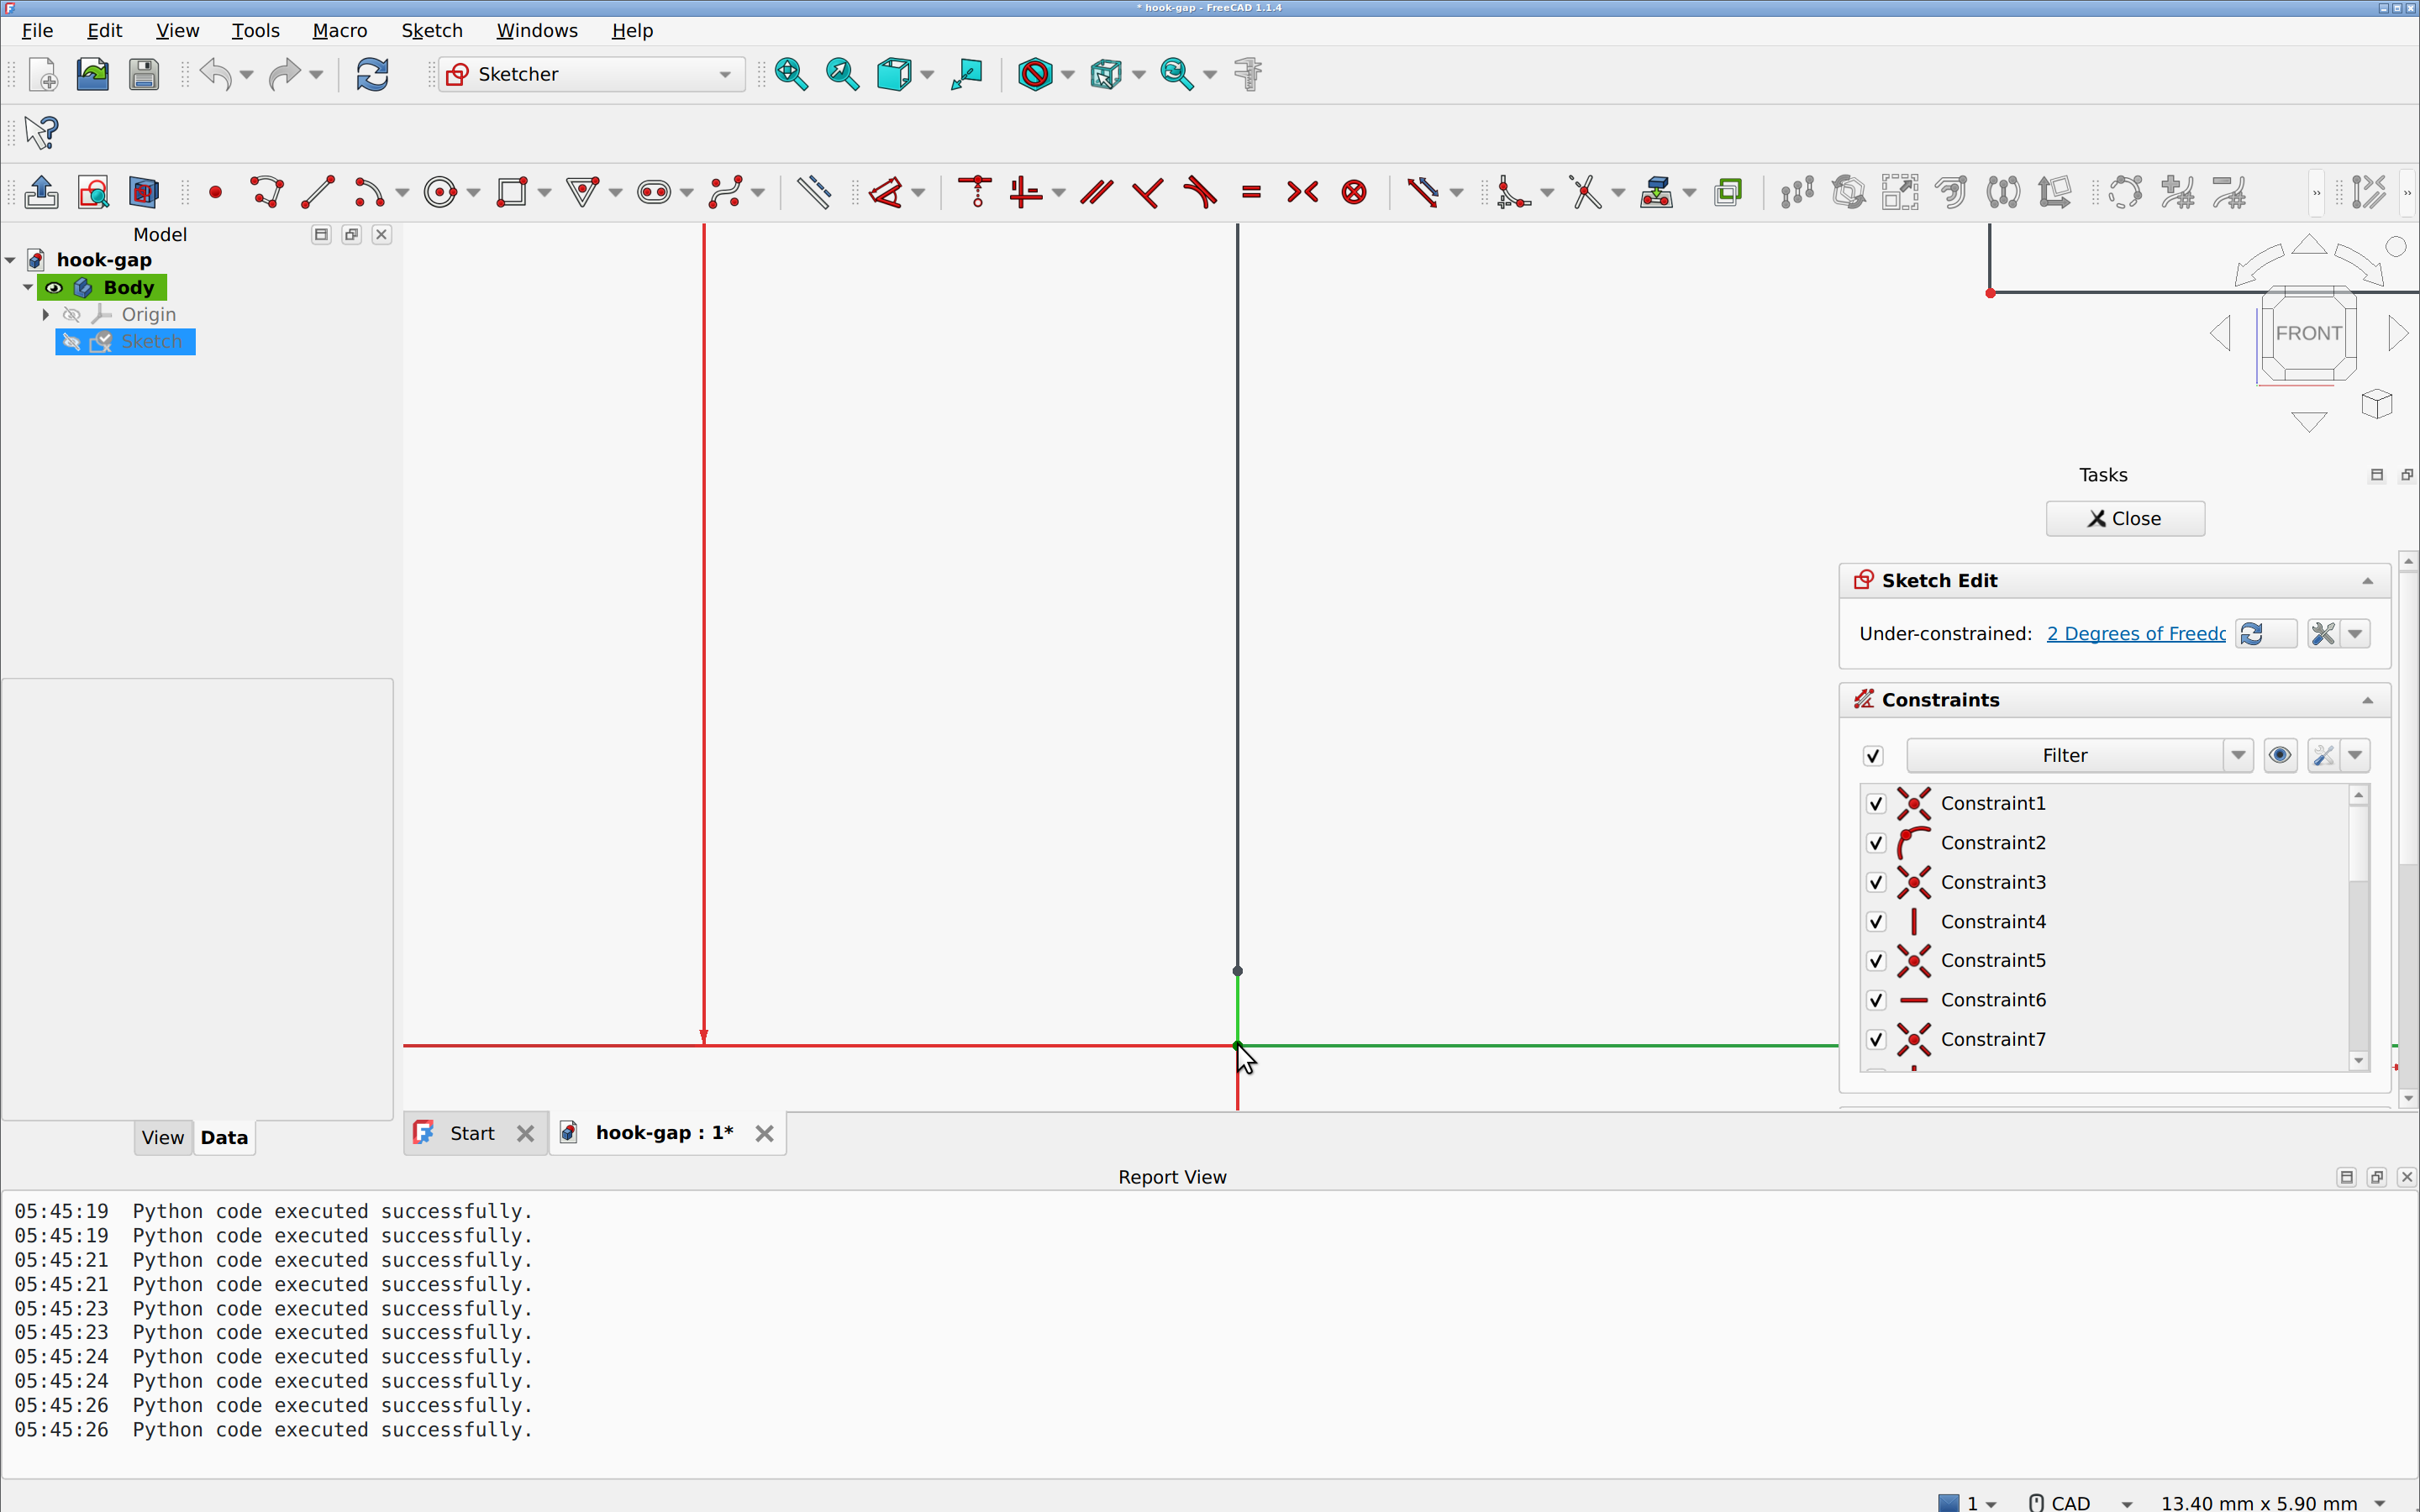 * hook-gap - FreeCAD 1.1.4
File Edit View Tools Macro Sketch Windows Help
Sketcher
Model
hook-gap
Body
Origin
Sketch
FRONT
Tasks
Close
Sketch Edit
Under-constrained: 2 Degrees of Freedo
Constraints
Filter
Constraint1
Constraint2
Constraint3
Constraint4
Constraint5
Constraint6
Constraint7
View Data
Start
hook-gap : 1*
Report View
05:45:19 Python code executed successfully.
05:45:19 Python code executed successfully.
05:45:21 Python code executed successfully.
05:45:21 Python code executed successfully.
05:45:23 Python code executed successfully.
05:45:23 Python code executed successfully.
05:45:24 Python code executed successfully.
05:45:24 Python code executed successfully.
05:45:26 Python code executed successfully.
05:45:26 Python code executed successfully.
1 CAD 13.40 mm x 5.90 mm